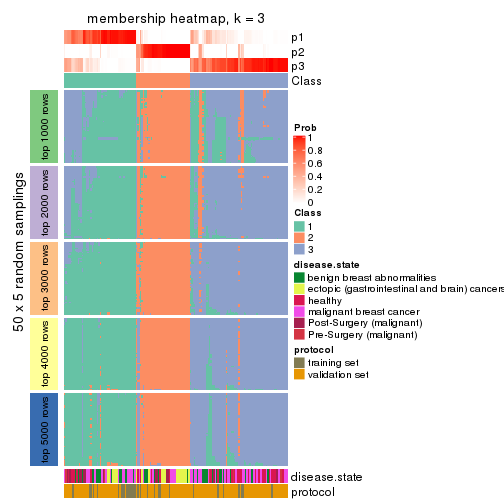 membership heatmap, k = 3
p1
p2
p3
Class
50 x 5 random samplings
top 1000 rows
top 2000 rows
top 3000 rows
top 4000 rows
top 5000 rows
Prob
1
0.8
0.6
0.4
0.2
0
Class
1
2
3
disease.state
benign breast abnormalities
ectopic (gastrointestinal and brain) cancers
healthy
malignant breast cancer
Post-Surgery (malignant)
Pre-Surgery (malignant)
protocol
training set
validation set
disease.state
protocol